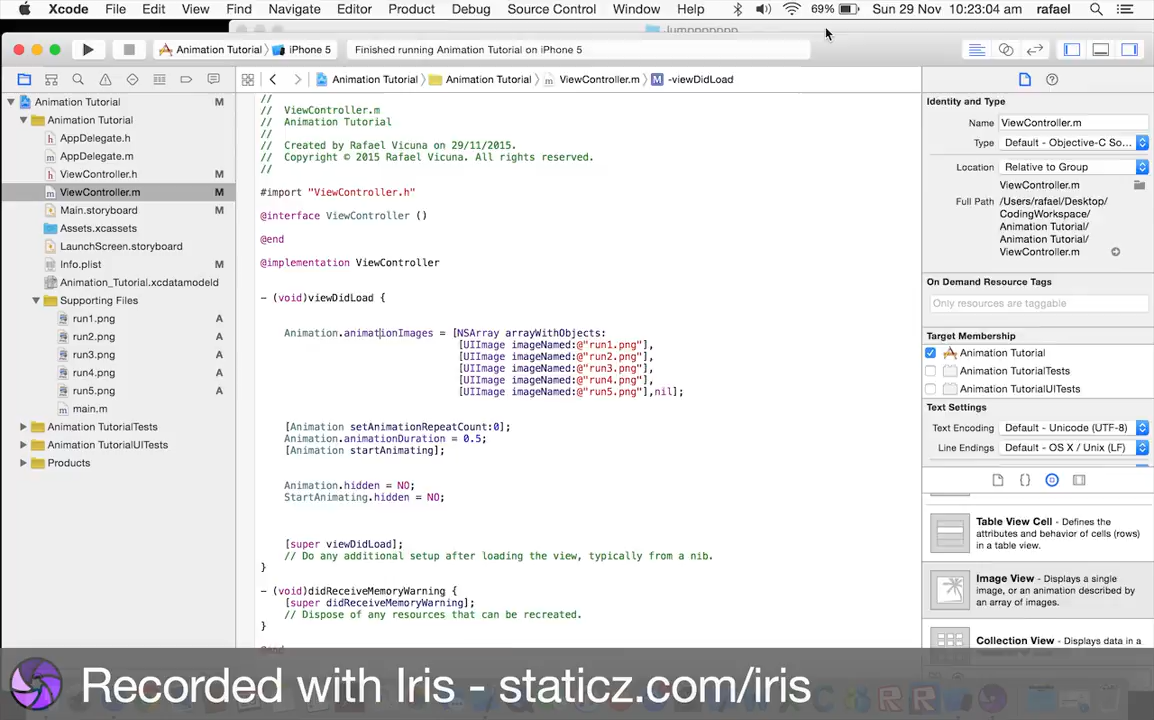 Xcode File Edit View Find Navigate Editor Product Debug Source Control Window Help 69% Sun 29 Nov 10:23:04 am rafael
Jumpppppp
Animation Tutorial iPhone 5 Finished running Animation Tutorial on iPhone 5
Animation Tutorial Animation Tutorial ViewController.m M -viewDidLoad
Animation Tutorial M
Animation Tutorial
h AppDelegate.h
m AppDelegate.m
h ViewController.h M
m ViewController.m M
Main.storyboard M
Assets.xcassets
LaunchScreen.storyboard
Info.plist M
Animation_Tutorial.xcdatamodeld
Supporting Files
run1.png A
run2.png A
run3.png A
run4.png A
run5.png A
m main.m
Animation TutorialTests
Animation TutorialUITests
Products
//
// ViewController.m
// Animation Tutorial
//
// Created by Rafael Vicuna on 29/11/2015.
// Copyright © 2015 Rafael Vicuna. All rights reserved.
//
#import "ViewController.h"
@interface ViewController ()
@end
@implementation ViewController
- (void)viewDidLoad {
Animation.animationImages = [NSArray arrayWithObjects:
[UIImage imageNamed:@"run1.png"],
[UIImage imageNamed:@"run2.png"],
[UIImage imageNamed:@"run3.png"],
[UIImage imageNamed:@"run4.png"],
[UIImage imageNamed:@"run5.png"],nil];
[Animation setAnimationRepeatCount:0];
Animation.animationDuration = 0.5;
[Animation startAnimating];
Animation.hidden = NO;
StartAnimating.hidden = NO;
[super viewDidLoad];
// Do any additional setup after loading the view, typically from a nib.
}
- (void)didReceiveMemoryWarning {
[super didReceiveMemoryWarning];
// Dispose of any resources that can be recreated.
}
@end
Identity and Type
Name ViewController.m
Type Default - Objective-C So...
Location Relative to Group
ViewController.m
Full Path /Users/rafael/Desktop/
CodingWorkspace/
Animation Tutorial/
Animation Tutorial/
ViewController.m
On Demand Resource Tags
Only resources are taggable
Target Membership
Animation Tutorial
Animation TutorialTests
Animation TutorialUITests
Text Settings
Text Encoding Default - Unicode (UTF-8)
Line Endings Default - OS X / Unix (LF)
Table View Cell - Defines the
attributes and behavior of cells (rows)
in a table view.
Image View - Displays a single
image, or an animation described by
an array of images.
Collection View - Displays data in a
Recorded with Iris - staticz.com/iris